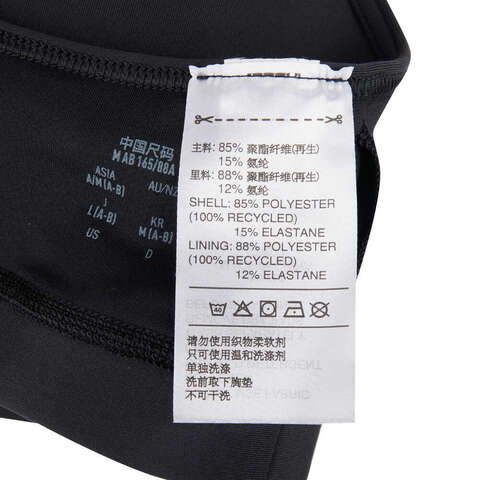 中国尺码
M AB 165/88A
ASIA
A/M(A-B)
AU/NZ
J
L(A-B)
KR
M(A-B)
US
D
主料: 85% 聚酯纤维(再生)
15% 氨纶
里料: 88% 聚酯纤维(再生)
12% 氨纶
SHELL: 85% POLYESTER
(100% RECYCLED)
15% ELASTANE
LINING: 88% POLYESTER
(100% RECYCLED)
12% ELASTANE
40
请勿使用织物柔软剂
只可使用温和洗涤剂
单独洗涤
洗前取下胸垫
不可干洗